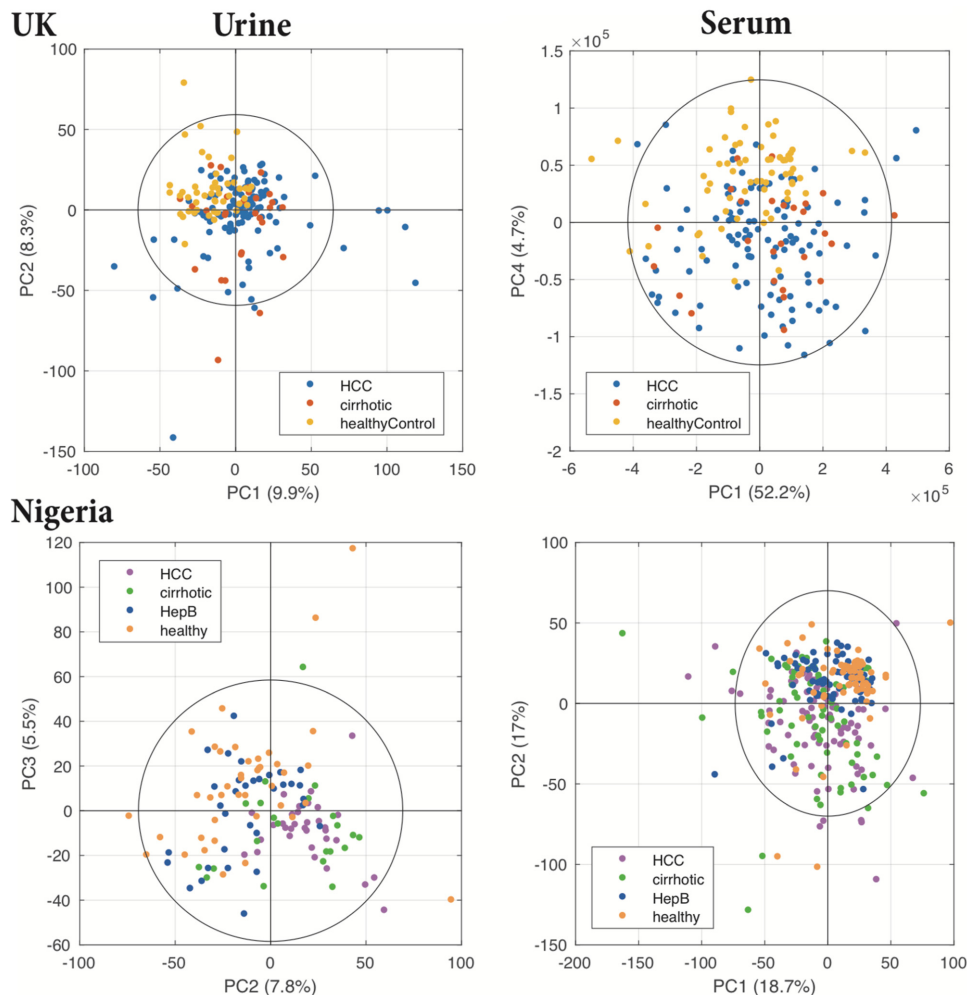 UK
Urine
Serum
100
50
0
-50
-100
-150
PC2 (8.3%)
HCC
cirrhotic
healthyControl
-100
-50
0
50
100
150
PC1 (9.9%)
×10^5
1.5
1
0.5
0
-0.5
-1
-1.5
-2
PC4 (4.7%)
HCC
cirrhotic
healthyControl
-6
-4
-2
0
2
4
6
PC1 (52.2%)
×10^5
Nigeria
120
100
80
60
40
20
0
-20
-40
-60
PC3 (5.5%)
HCC
cirrhotic
HepB
healthy
-100
-50
0
50
100
PC2 (7.8%)
100
50
0
-50
-100
-150
PC2 (17%)
HCC
cirrhotic
HepB
healthy
-200
-150
-100
-50
0
50
100
PC1 (18.7%)